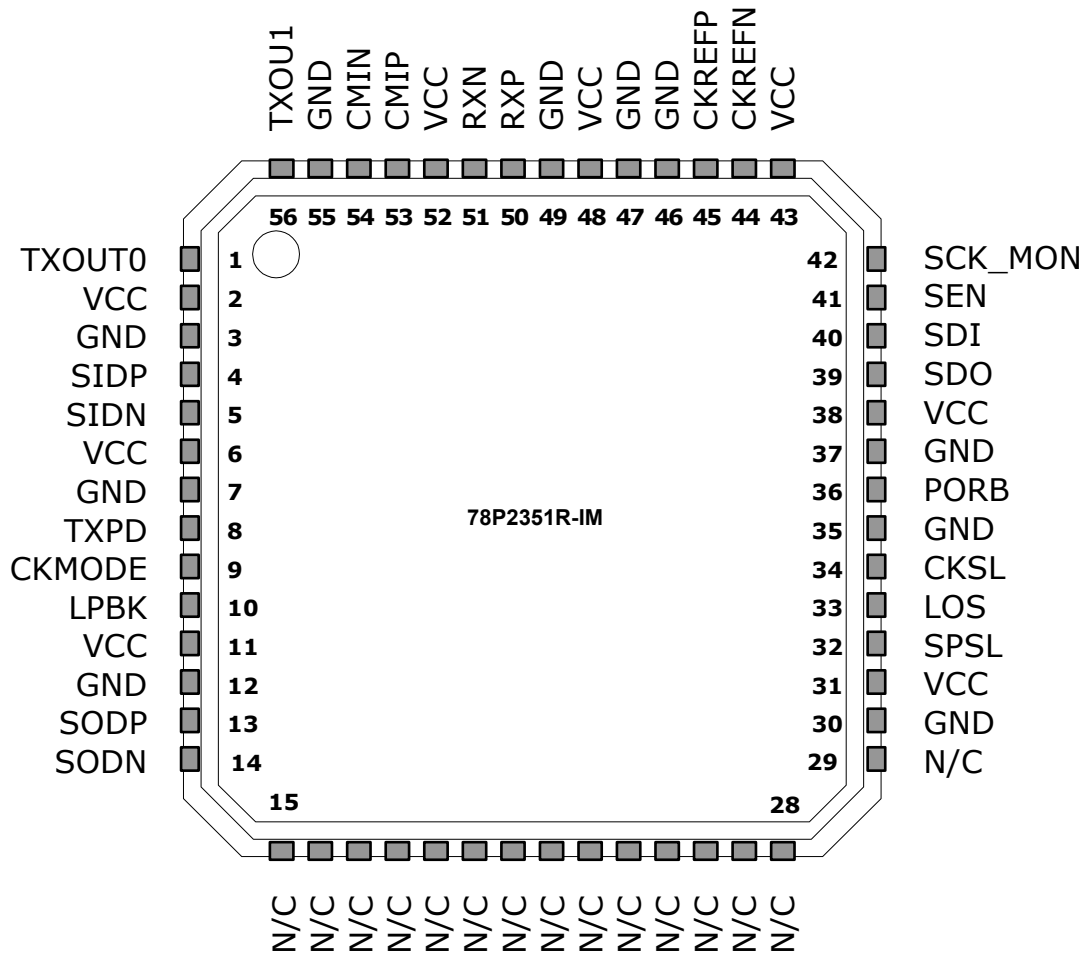 TXOU1 GND CMIN CMIP VCC RXN RXP GND VCC GND GND CKREFP CKREFN VCC
56 55 54 53 52 51 50 49 48 47 46 45 44 43
TXOUT0 1 42 SCK_MON
VCC 2 41 SEN
GND 3 40 SDI
SIDP 4 39 SDO
SIDN 5 38 VCC
VCC 6 37 GND
GND 7 36 PORB
78P2351R-IM
TXPD 8 35 GND
CKMODE 9 34 CKSL
LPBK 10 33 LOS
VCC 11 32 SPSL
GND 12 31 VCC
SODP 13 30 GND
SODN 14 29 N/C
15 28
N/C N/C N/C N/C N/C N/C N/C N/C N/C N/C N/C N/C N/C N/C